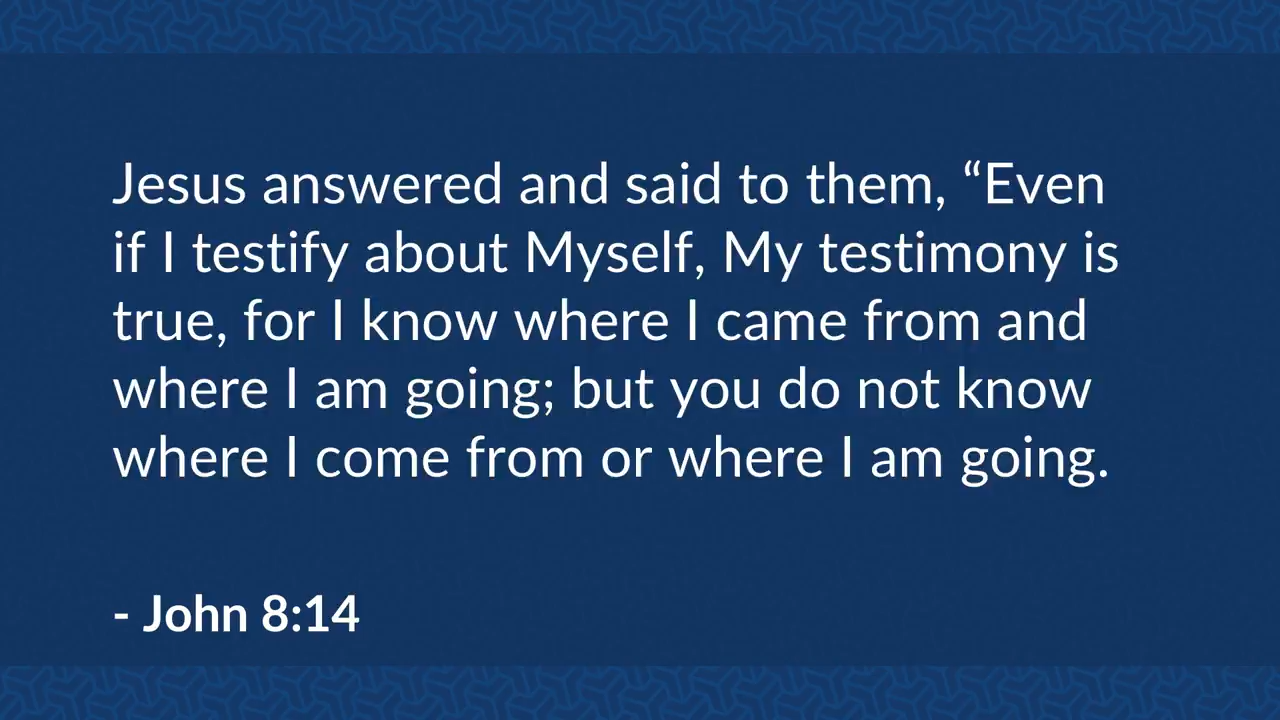 Jesus answered and said to them, “Even
if I testify about Myself, My testimony is
true, for I know where I came from and
where I am going; but you do not know
where I come from or where I am going.
- John 8:14